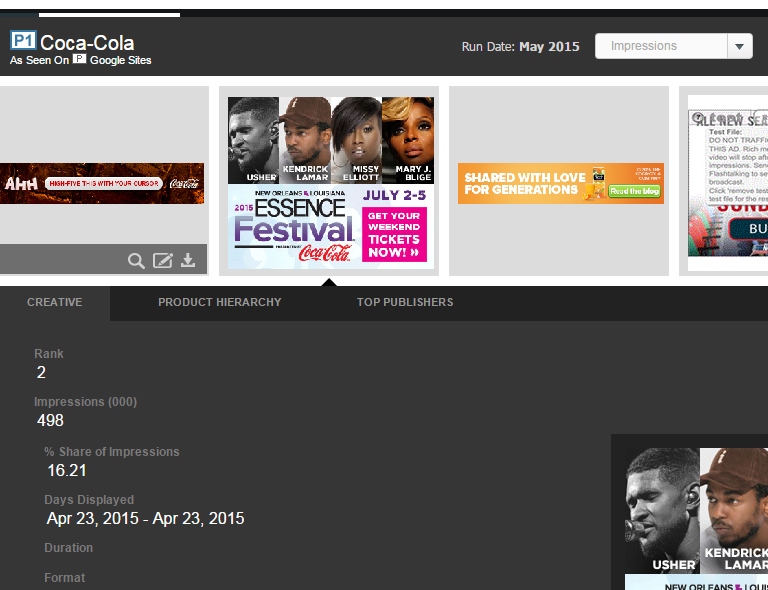 P1 Coca-Cola
As Seen On P Google Sites
Run Date: May 2015
Impressions
AHH HIGH-FIVE THIS WITH YOUR CURSOR Coca-Cola
USHER
KENDRICK LAMAR
MISSY ELLIOTT
MARY J. BLIGE
NEW ORLEANS LOUISIANA
JULY 2-5
2015 ESSENCE
Festival
Coca-Cola
GET YOUR
WEEKEND
TICKETS
NOW! »
SHARED WITH LOVE
FOR GENERATIONS
Read the blog
ALL NEW SEA
Test File:
DO NOT TRAFFI
THIS AD. Rich m
video will stop aft
impressions. Sen
Flashtalking to se
broadcast.
Click 'remove test
test file for the res
BU
CREATIVE
PRODUCT HIERARCHY
TOP PUBLISHERS
Rank
2
Impressions (000)
498
% Share of Impressions
16.21
Days Displayed
Apr 23, 2015 - Apr 23, 2015
Duration
Format
USHER
KENDRICK
LAMAR
NEW ORLEANS LOUI